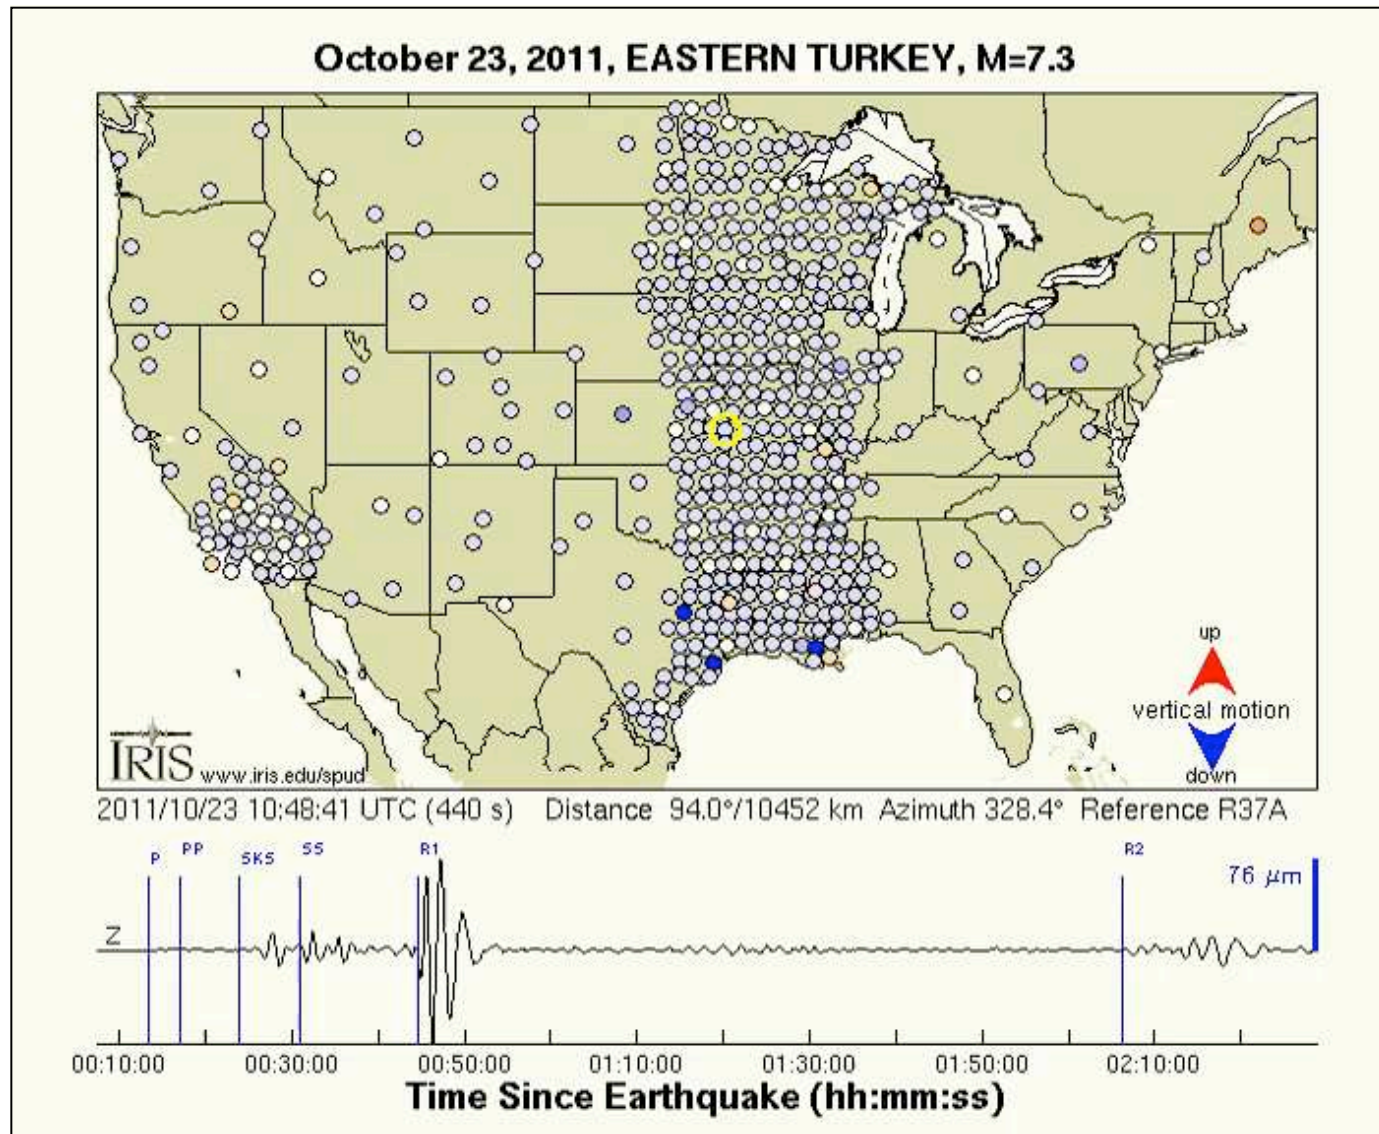 October 23, 2011, EASTERN TURKEY, M=7.3
up
vertical motion
down
IRIS www.iris.edu/spud
2011/10/23 10:48:41 UTC (440 s) Distance 94.0°/10452 km Azimuth 328.4° Reference R37A
P PP SKS SS R1 R2
76 μm
Z
00:10:00 00:30:00 00:50:00 01:10:00 01:30:00 01:50:00 02:10:00
Time Since Earthquake (hh:mm:ss)